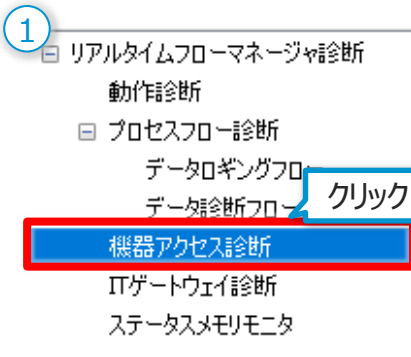 1
リアルタイムフローマネージャ診断
動作診断
プロセスフロー診断
データロギングフロー
データ診断フロー
クリック
機器アクセス診断
ITゲートウェイ診断
ステータスメモリモニタ